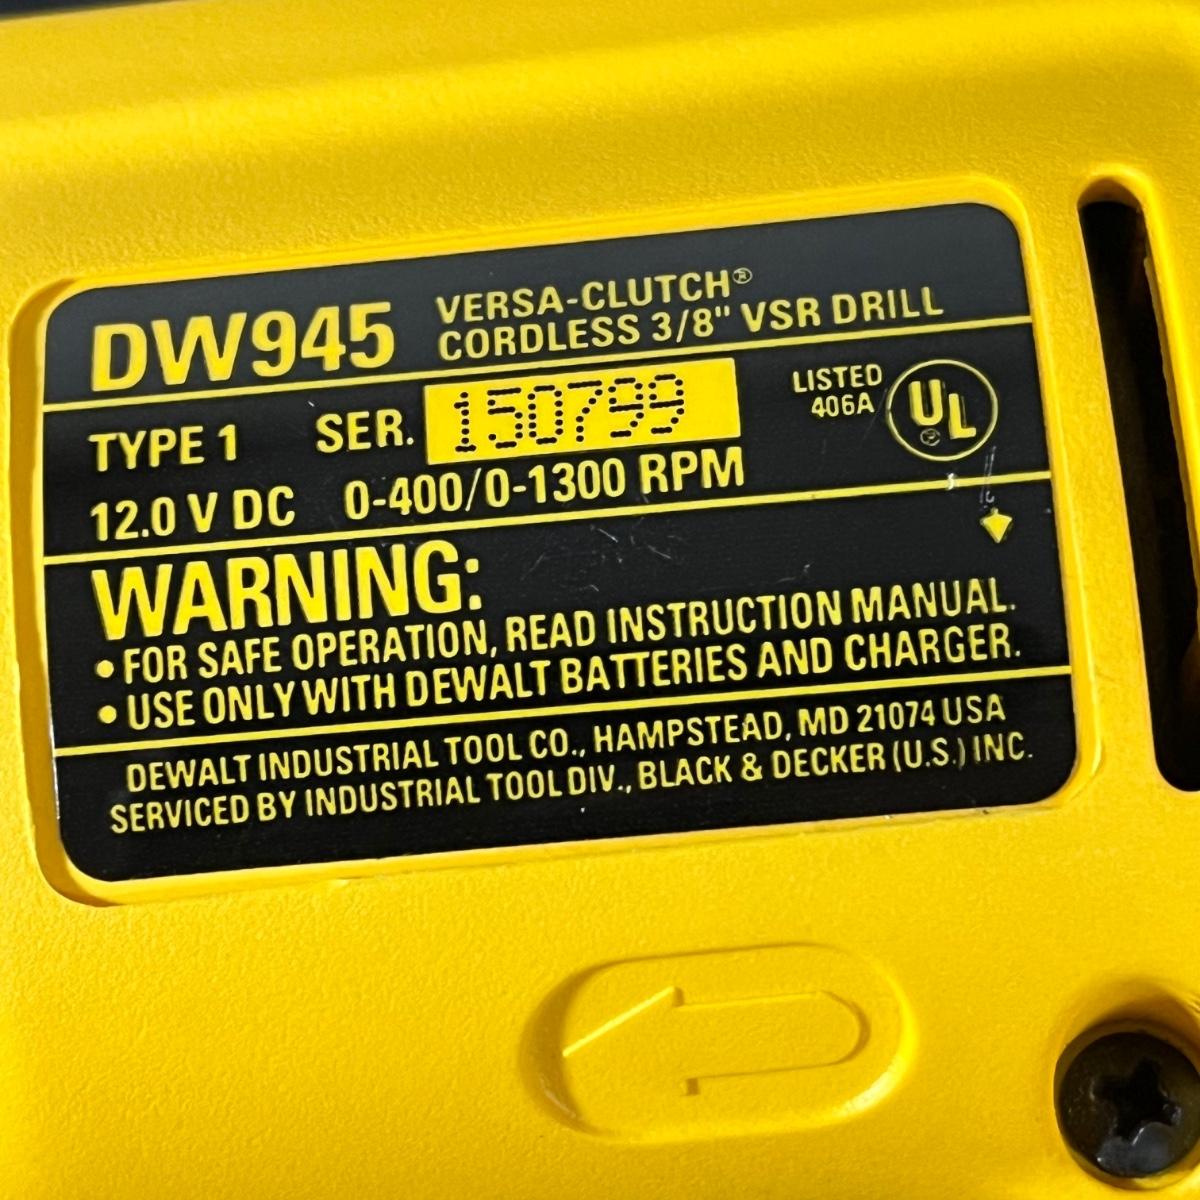 DW945 VERSA-CLUTCH®
CORDLESS 3/8" VSR DRILL
TYPE 1 SER. 150799 LISTED
406A UL
12.0 V DC 0-400/0-1300 RPM
WARNING:
• FOR SAFE OPERATION, READ INSTRUCTION MANUAL.
• USE ONLY WITH DEWALT BATTERIES AND CHARGER.
DEWALT INDUSTRIAL TOOL CO., HAMPSTEAD, MD 21074 USA
SERVICED BY INDUSTRIAL TOOL DIV., BLACK & DECKER (U.S.) INC.